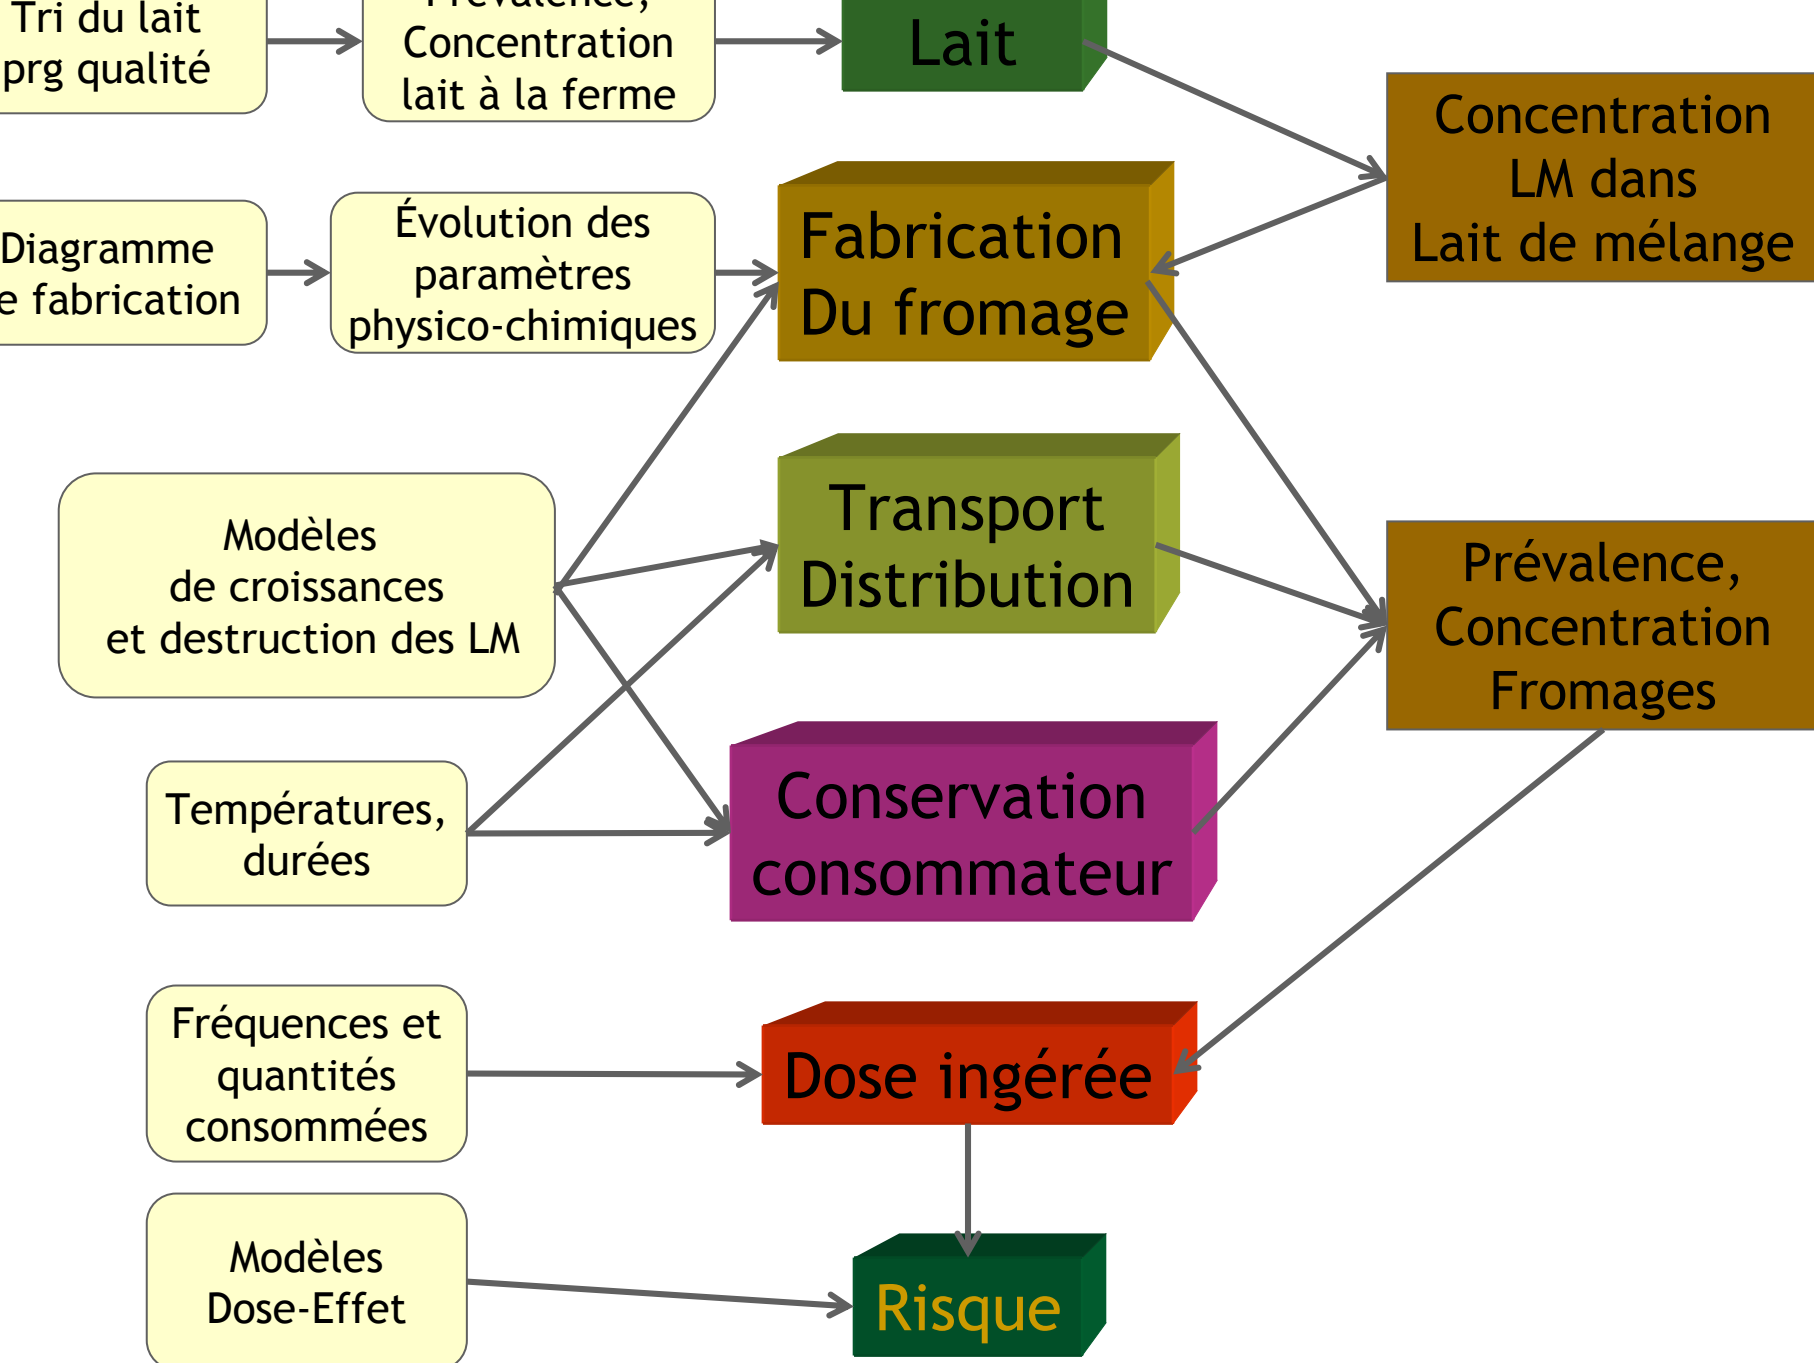 Tri du lait
prg qualité
Prévalence,
Concentration
lait à la ferme
Lait
Concentration
LM dans
Lait de mélange
Diagramme
e fabrication
Évolution des
paramètres
physico-chimiques
Fabrication
Du fromage
Modèles
de croissances
et destruction des LM
Transport
Distribution
Prévalence,
Concentration
Fromages
Températures,
durées
Conservation
consommateur
Fréquences et
quantités
consommées
Dose ingérée
Modèles
Dose-Effet
Risque